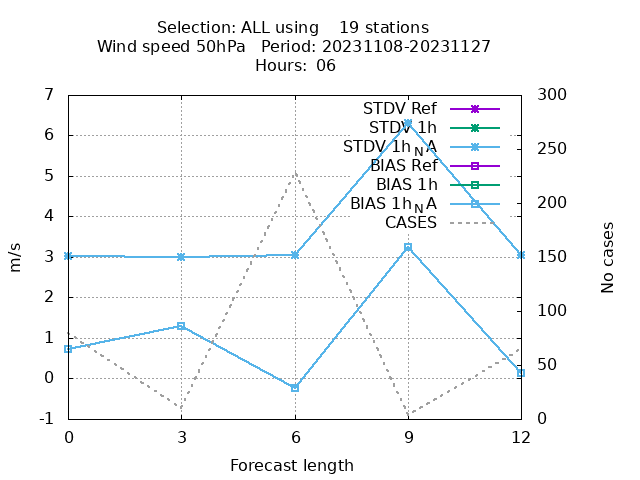 Selection: ALL using 19 stations
Wind speed 50hPa Period: 20231108-20231127
Hours: 06
7
6
5
4
3
2
1
0
-1
300
250
200
150
100
50
0
0 3 6 9 12
m/s
No cases
Forecast length
STDV Ref
STDV 1h
STDV 1h_NA
BIAS Ref
BIAS 1h
BIAS 1h_NA
CASES